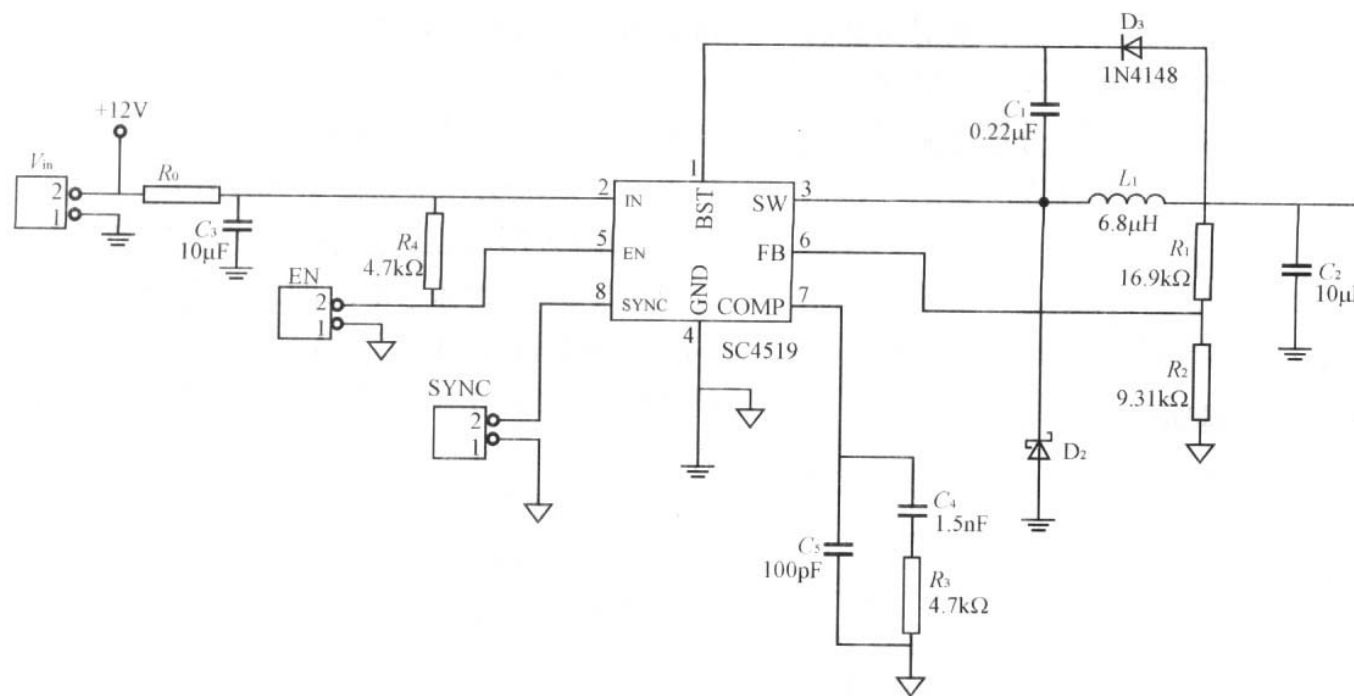 D₃
1N4148
+12V
C₁
0.22μF
Vin
2
1
R₀
C₃
10μF
R₄
4.7kΩ
EN
2
1
SYNC
2
1
1
2
IN
BST
SW
3
5
EN
FB
6
8
SYNC
GND
COMP
7
4
SC4519
L₁
6.8μH
R₁
16.9kΩ
C₂
R₂
9.31kΩ
D₂
C₄
1.5nF
C₅
100pF
R₃
4.7kΩ